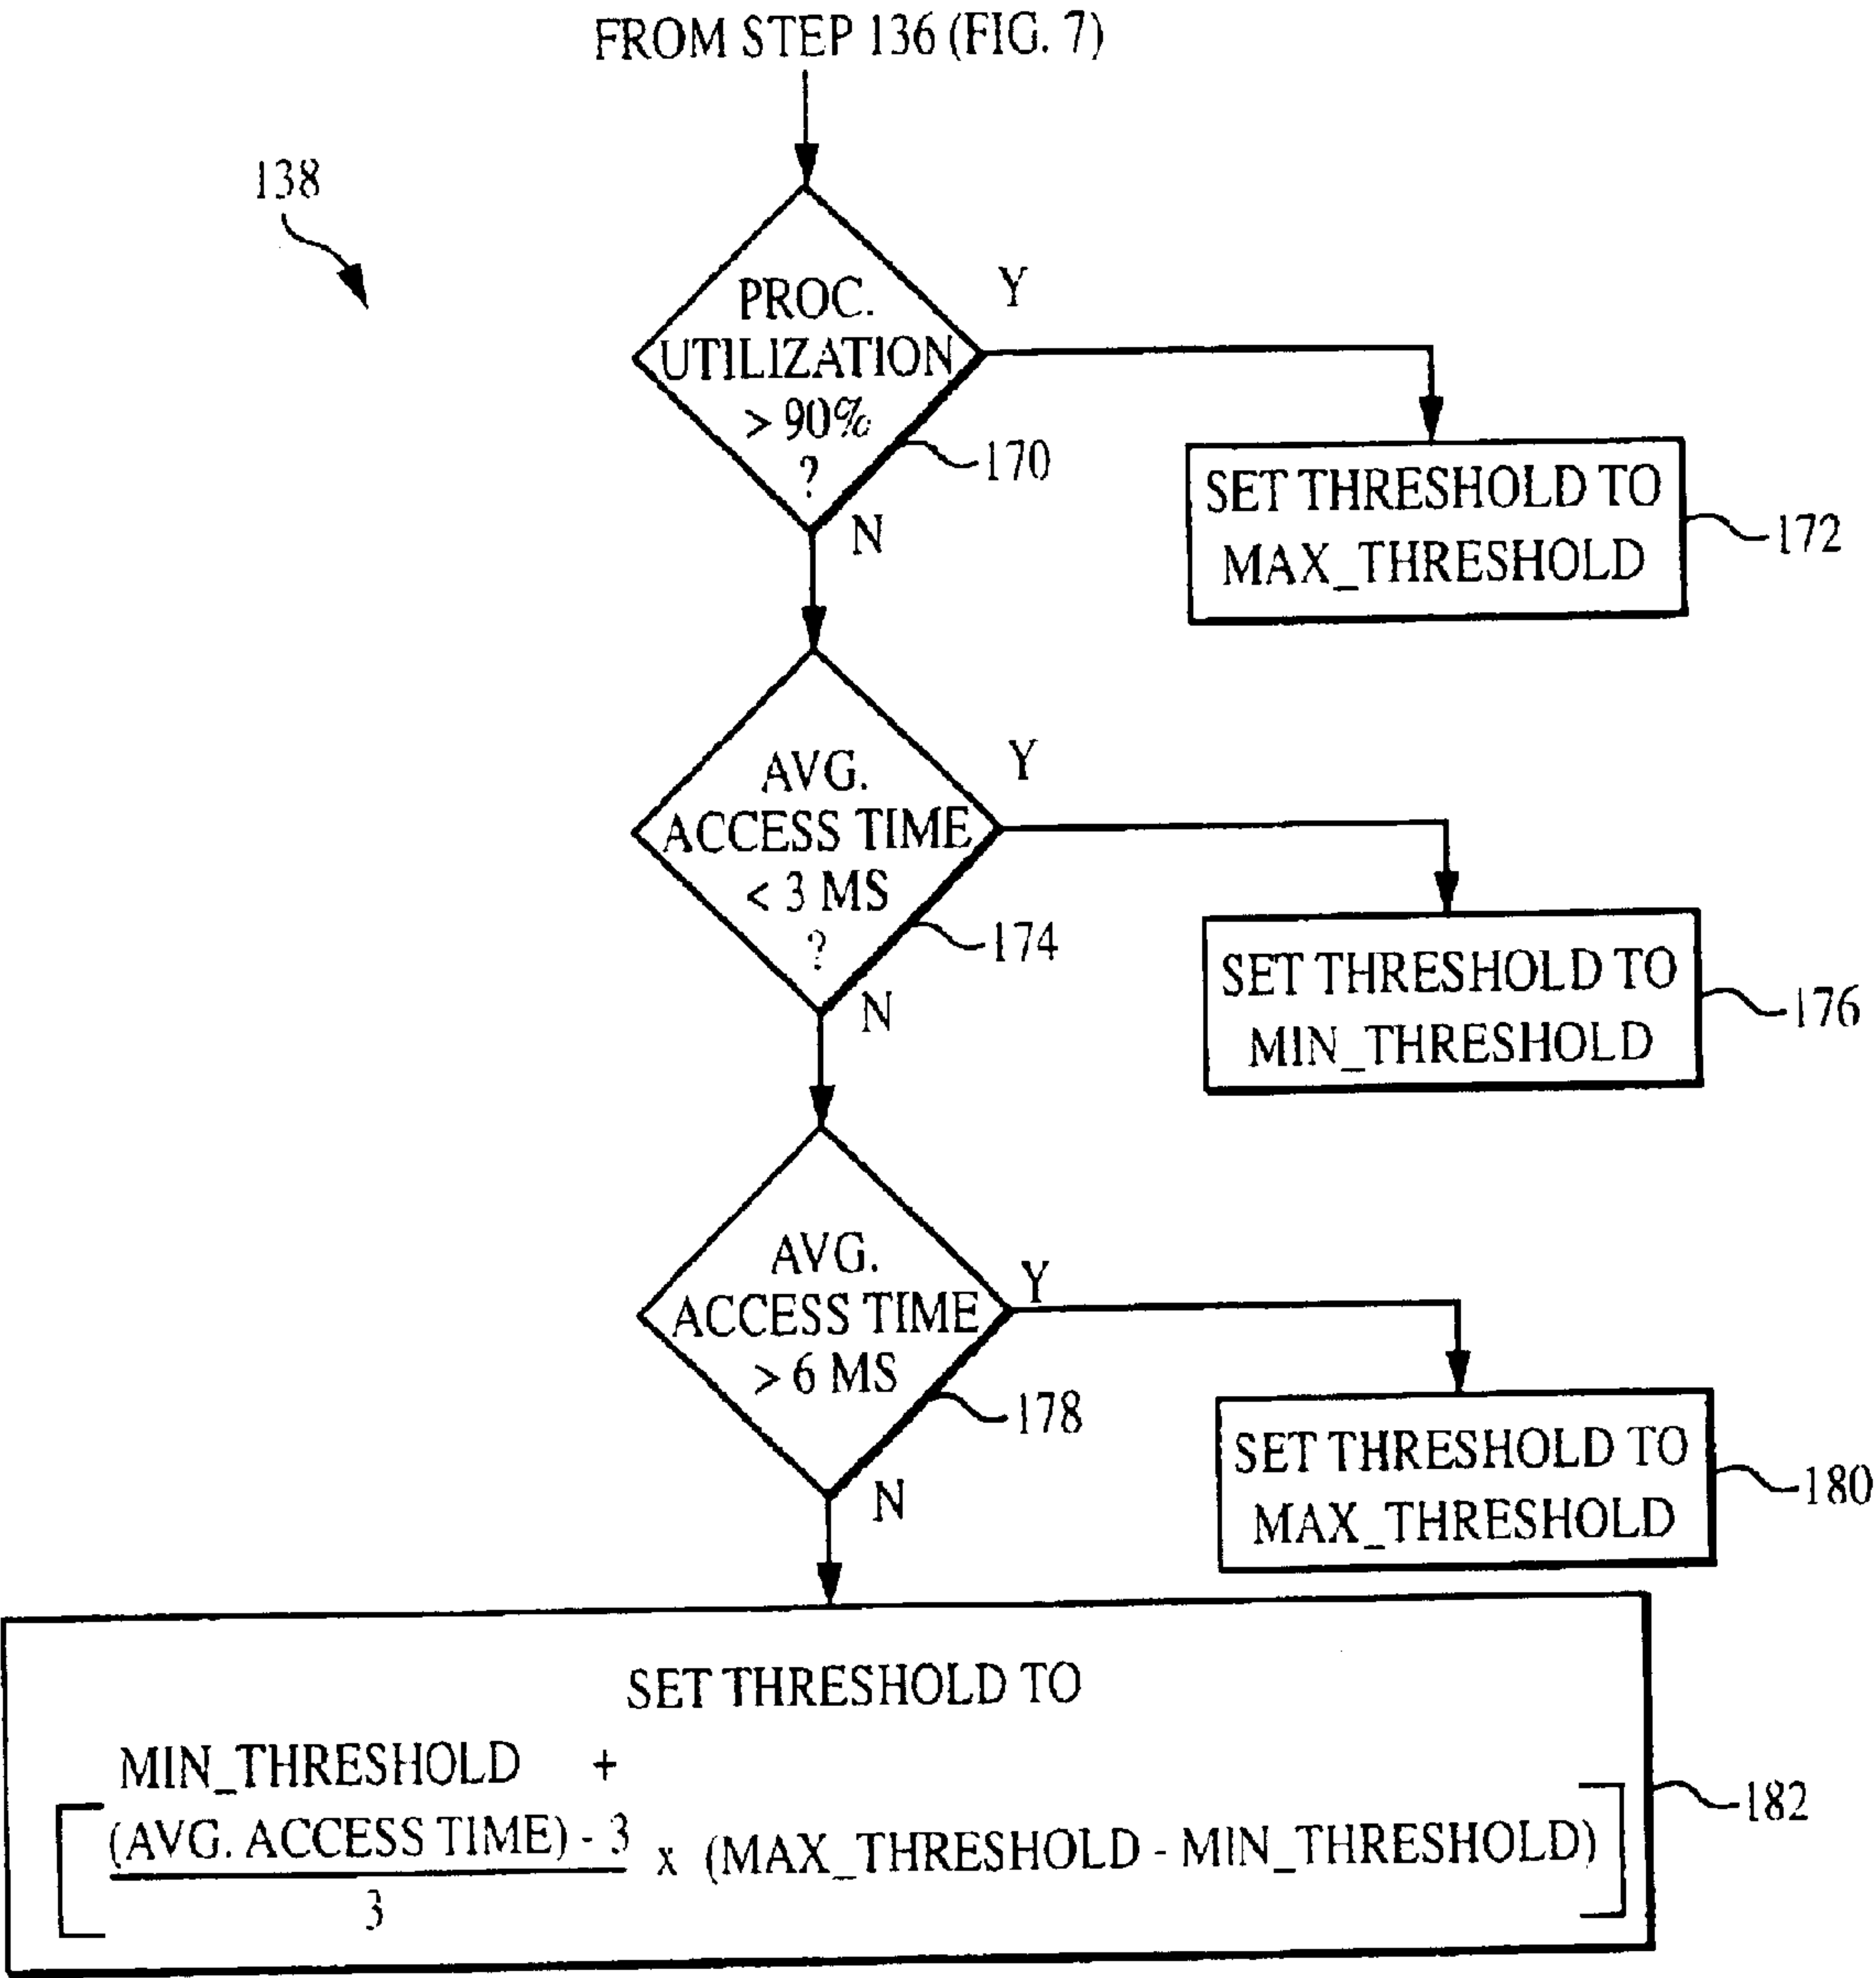 FROM STEP 136 (FIG. 7)
138
PROC.
UTILIZATION
> 90%
?
Y
N
170
SET THRESHOLD TO
MAX_THRESHOLD
172
AVG.
ACCESS TIME
< 3 MS
?
Y
N
174
SET THRESHOLD TO
MIN_THRESHOLD
176
AVG.
ACCESS TIME
> 6 MS
Y
N
178
SET THRESHOLD TO
MAX_THRESHOLD
180
SET THRESHOLD TO
MIN_THRESHOLD +
[ (AVG. ACCESS TIME) - 3
3
x (MAX_THRESHOLD - MIN_THRESHOLD) ]
182